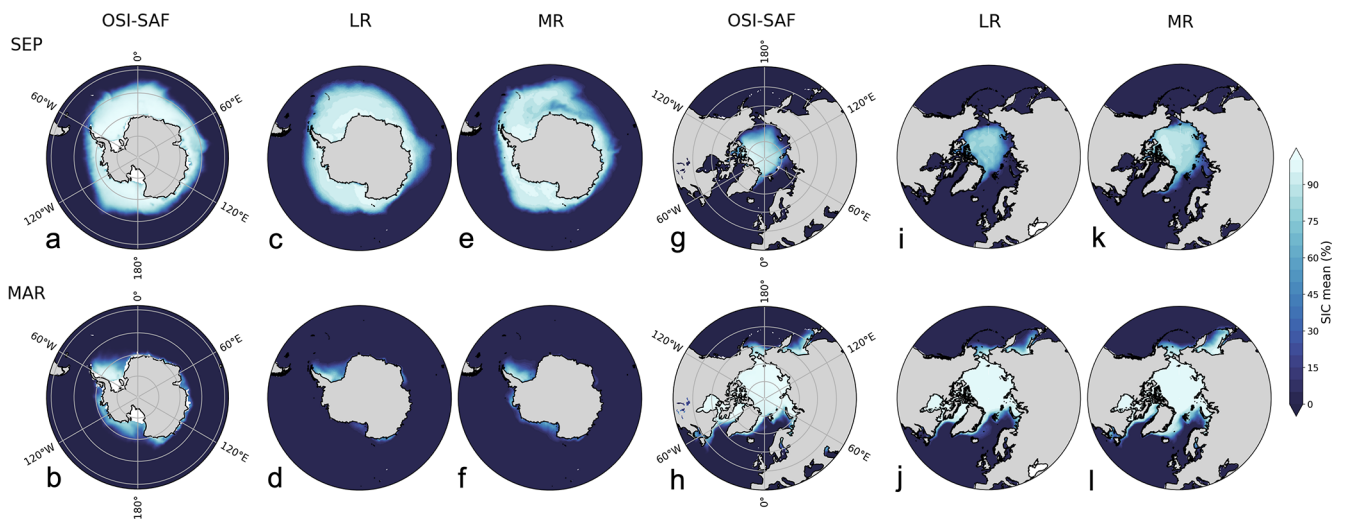 OSI-SAF LR MR OSI-SAF LR MR
SEP
0° 180°
60°W 60°E 120°W 120°E
120°W 120°E 60°W 60°E
a c e g i k
180° 0°
MAR
0° 180°
60°W 60°E 120°W 120°E
120°W 120°E 60°W 60°E
b d f h j l
180° 0°
90
75
60
45
30
15
0
SIC mean (%)